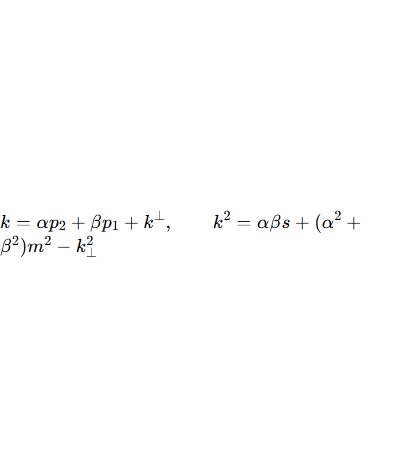 k = αp₂ + βp₁ + k^⊥,    k² = αβs + (α² +
β²)m² − k²_⊥